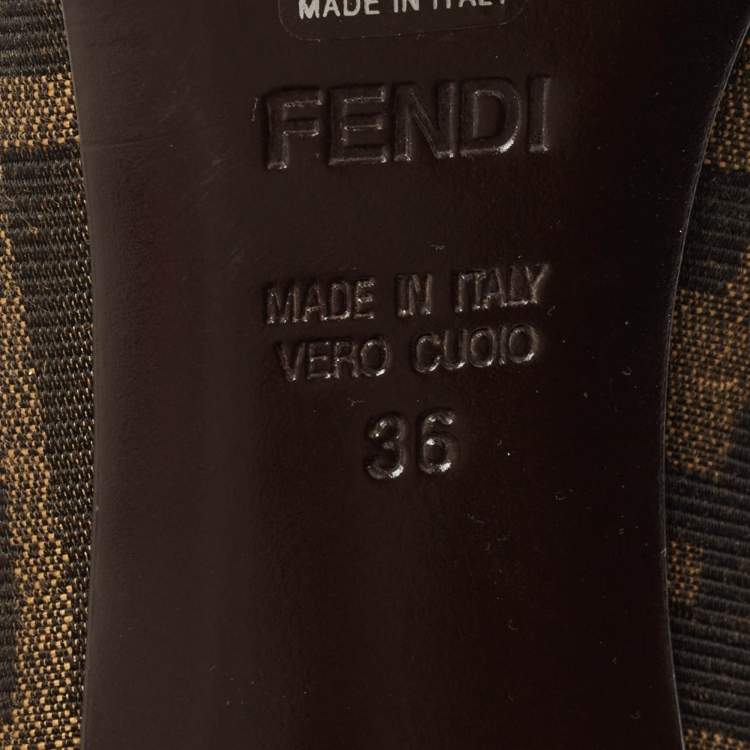 MADE IN ITALY
FENDI
MADE IN ITALY
VERO CUOIO
36